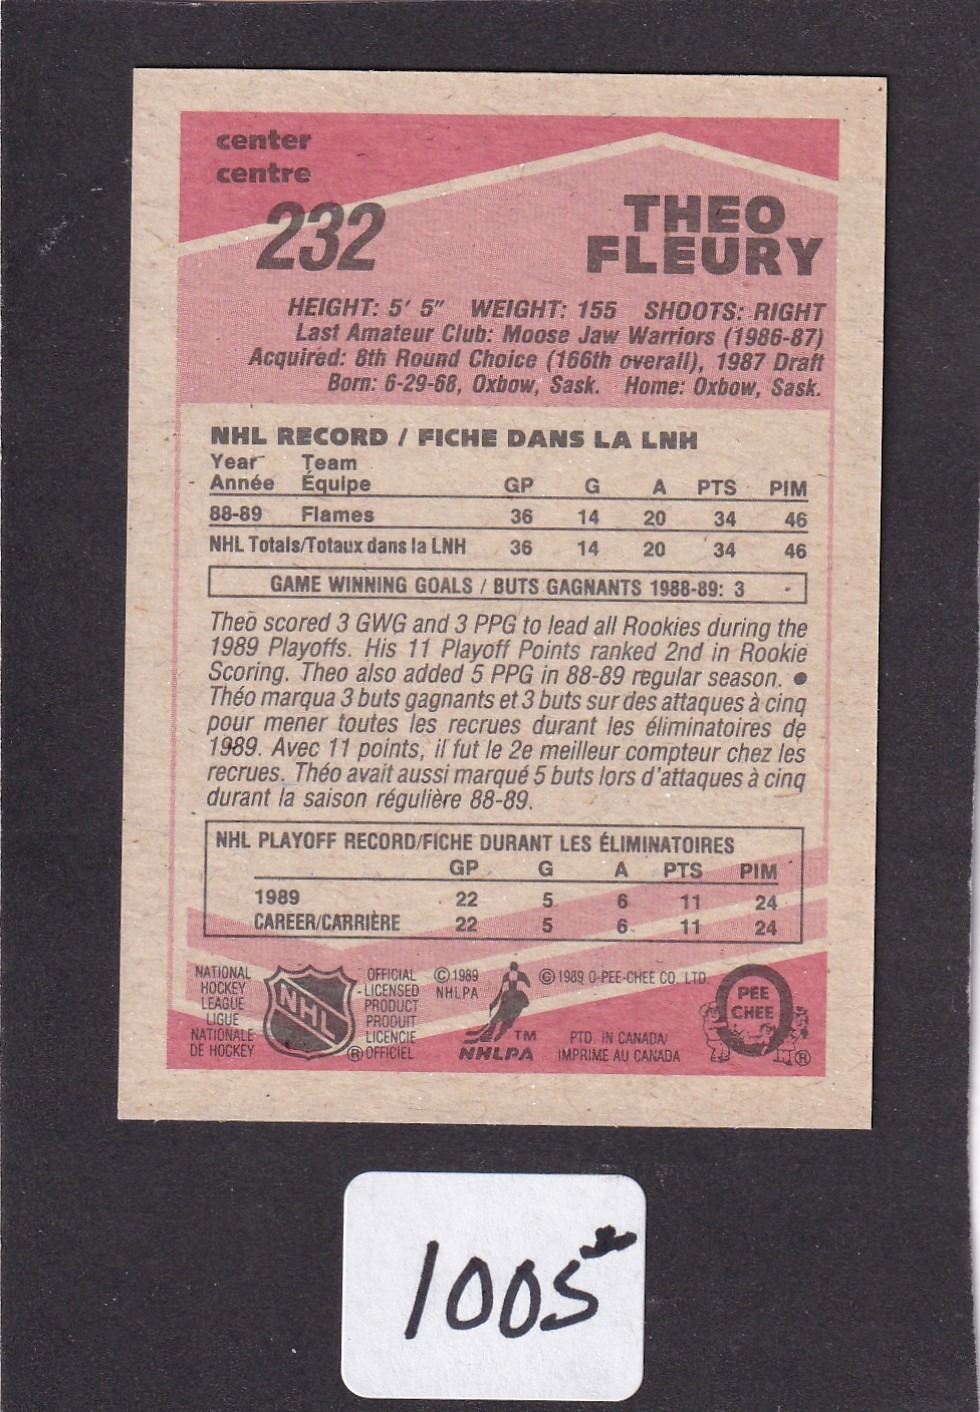 center
centre
232
THEO
FLEURY
HEIGHT: 5' 5" WEIGHT: 155 SHOOTS: RIGHT
Last Amateur Club: Moose Jaw Warriors (1986-87)
Acquired: 8th Round Choice (166th overall), 1987 Draft
Born: 6-29-68, Oxbow, Sask. Home: Oxbow, Sask.
NHL RECORD / FICHE DANS LA LNH
Year Team
Année Équipe GP G A PTS PIM
88-89 Flames 36 14 20 34 46
NHL Totals/Totaux dans la LNH 36 14 20 34 46
GAME WINNING GOALS / BUTS GAGNANTS 1988-89: 3
Theo scored 3 GWG and 3 PPG to lead all Rookies during the
1989 Playoffs. His 11 Playoff Points ranked 2nd in Rookie
Scoring. Theo also added 5 PPG in 88-89 regular season. ●
Théo marqua 3 buts gagnants et 3 buts sur des attaques à cinq
pour mener toutes les recrues durant les éliminatoires de
1989. Avec 11 points, il fut le 2e meilleur compteur chez les
recrues. Théo avait aussi marqué 5 buts lors d'attaques à cinq
durant la saison régulière 88-89.
NHL PLAYOFF RECORD/FICHE DURANT LES ÉLIMINATOIRES
GP G A PTS PIM
1989 22 5 6 11 24
CAREER/CARRIÈRE 22 5 6 11 24
NATIONAL
HOCKEY
LEAGUE
LIGUE
NATIONALE
DE HOCKEY
NHL
®
OFFICIAL
LICENSED
PRODUCT
PRODUIT
LICENCIE
OFFICIEL
© 1989
NHLPA
TM
NHLPA
© 1989 O-PEE-CHEE CO. LTD.
PTD. IN CANADA/
IMPRIME AU CANADA
O
PEE
CHEE
®
1005